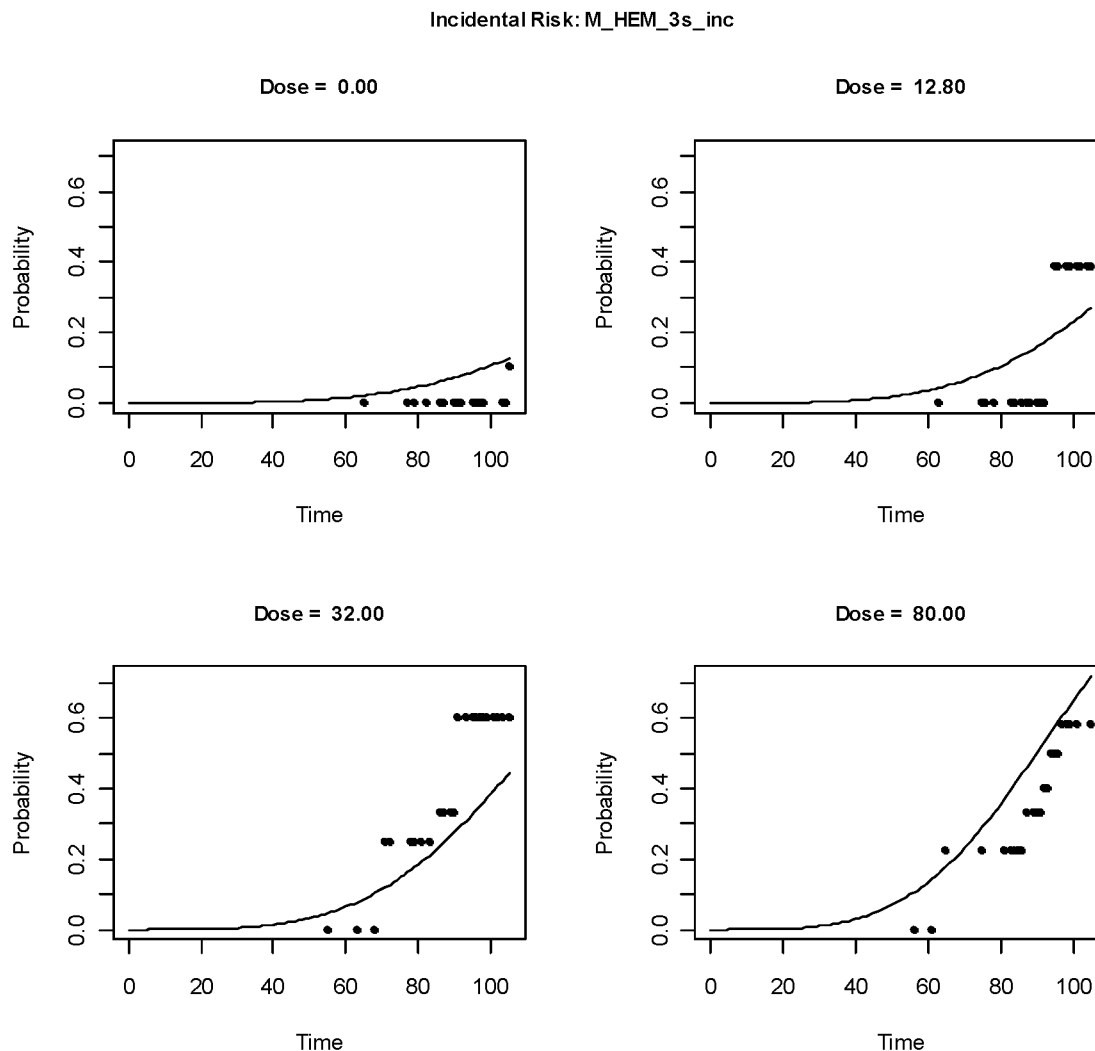 Incidental Risk: M_HEM_3s_inc
Dose = 0.00
Probability
0.6
0.4
0.2
0.0
0 20 40 60 80 100
Time
Dose = 12.80
Probability
0.6
0.4
0.2
0.0
0 20 40 60 80 100
Time
Dose = 32.00
Probability
0.6
0.4
0.2
0.0
0 20 40 60 80 100
Time
Dose = 80.00
Probability
0.6
0.4
0.2
0.0
0 20 40 60 80 100
Time